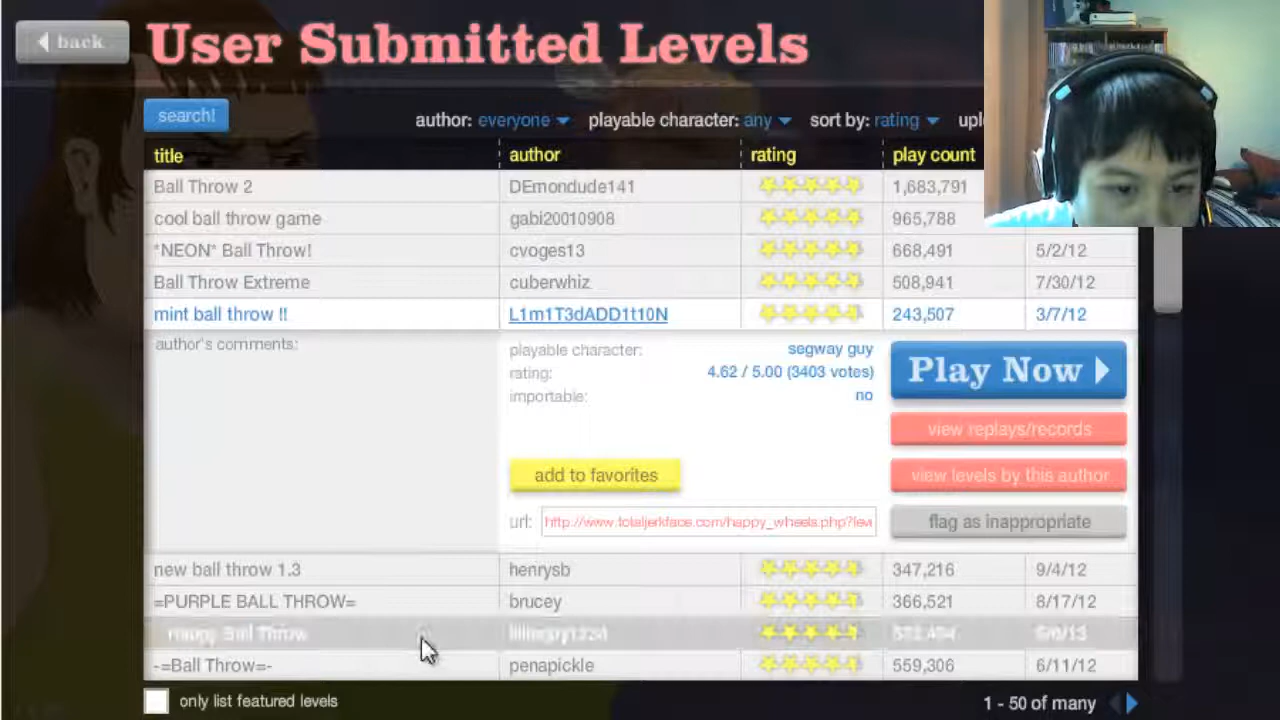 back
User Submitted Levels
search!
author: everyone playable character: any sort by: rating
title author rating play count
Ball Throw 2 DEmondude141 1,683,791
cool ball throw game gabi20010908 965,788
*NEON* Ball Throw! cvoges13 668,491 5/2/12
Ball Throw Extreme cuberwhiz 508,941 7/30/12
mint ball throw !! L1m1T3dADD1t10N 243,507 3/7/12
author's comments:
playable character: segway guy
rating: 4.62 / 5.00 (3403 votes)
importable: no
Play Now
view replays/records
add to favorites
view levels by this author
url: http://www.totaljerkface.com/happy_wheels.php?lev
flag as inappropriate
new ball throw 1.3 henrysb 347,216 9/4/12
=PURPLE BALL THROW= brucey 366,521 8/17/12
Ball Throw
-=Ball Throw=- penapickle 559,306 6/11/12
only list featured levels
1 - 50 of many